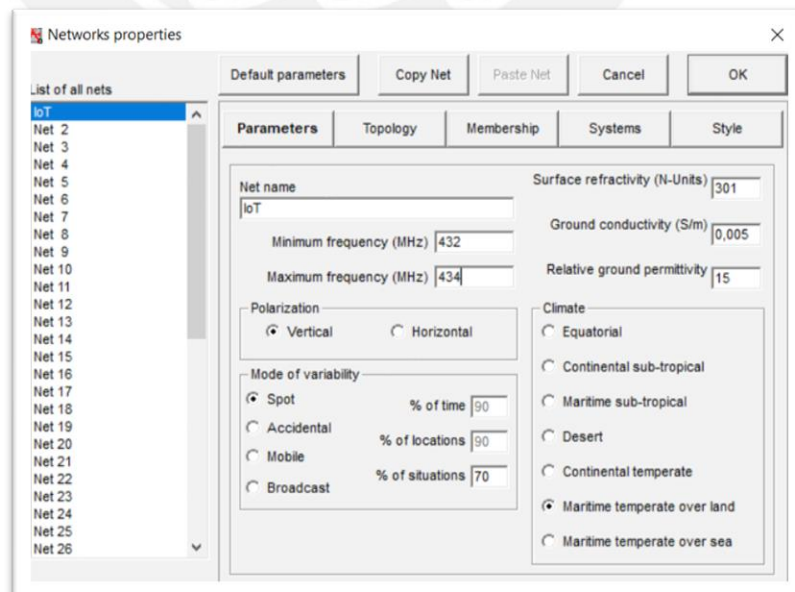 Networks properties
List of all nets
IoT
Net 2
Net 3
Net 4
Net 5
Net 6
Net 7
Net 8
Net 9
Net 10
Net 11
Net 12
Net 13
Net 14
Net 15
Net 16
Net 17
Net 18
Net 19
Net 20
Net 21
Net 22
Net 23
Net 24
Net 25
Net 26
Default parameters Copy Net Paste Net Cancel OK
Parameters Topology Membership Systems Style
Net name
IoT
Minimum frequency (MHz) 432
Maximum frequency (MHz) 434
Surface refractivity (N-Units) 301
Ground conductivity (S/m) 0,005
Relative ground permittivity 15
Polarization
Vertical Horizontal
Mode of variability
Spot
Accidental
Mobile
Broadcast
% of time 90
% of locations 90
% of situations 70
Climate
Equatorial
Continental sub-tropical
Maritime sub-tropical
Desert
Continental temperate
Maritime temperate over land
Maritime temperate over sea